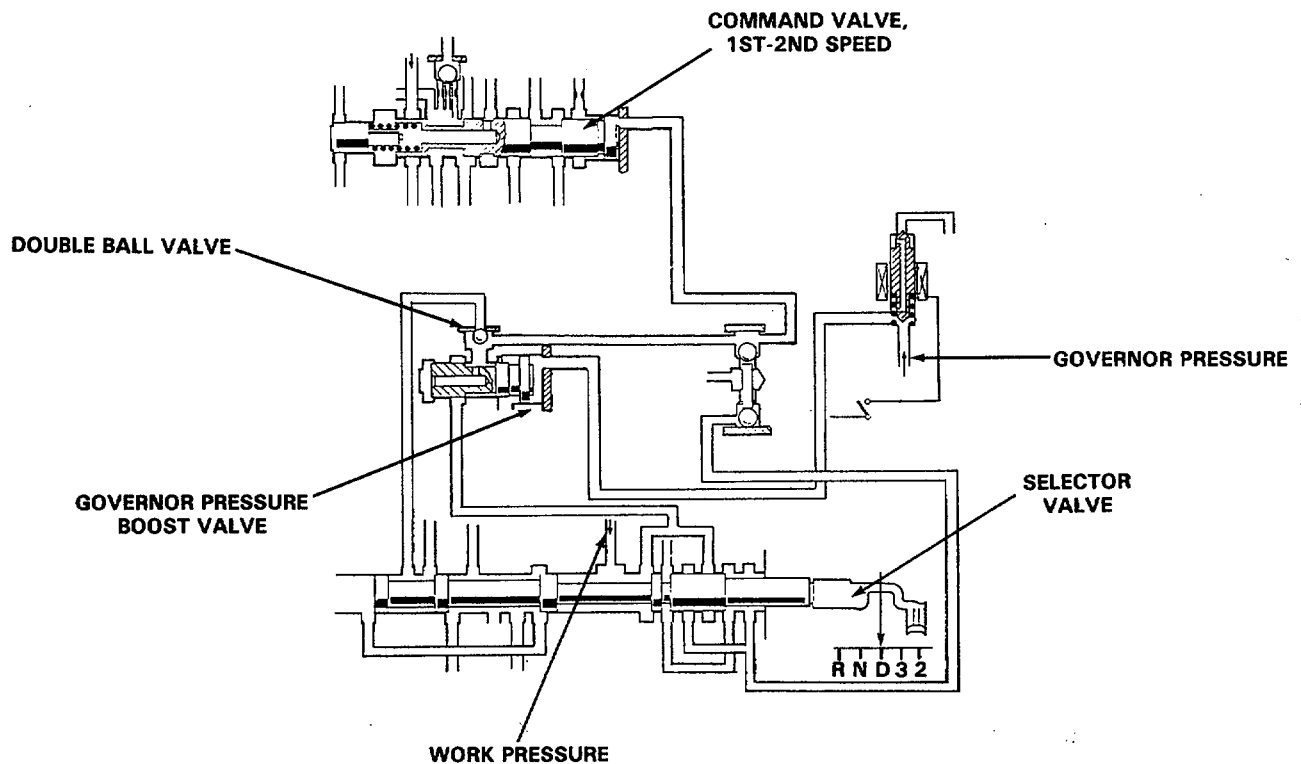 COMMAND VALVE,
1ST-2ND SPEED
DOUBLE BALL VALVE
GOVERNOR PRESSURE
GOVERNOR PRESSURE
BOOST VALVE
SELECTOR
VALVE
R N D 3 2
WORK PRESSURE